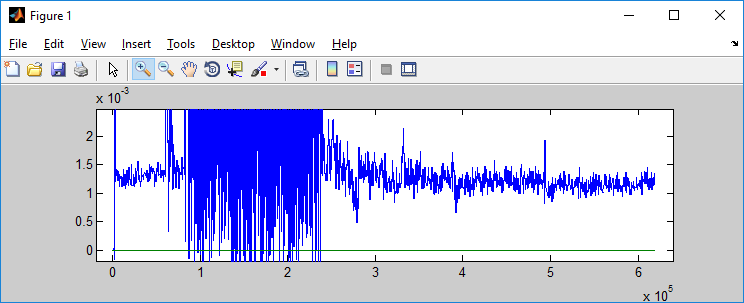 Figure 1
File Edit View Insert Tools Desktop Window Help
x 10^-3
2
1.5
1
0.5
0
0 1 2 3 4 5 6
x 10^5